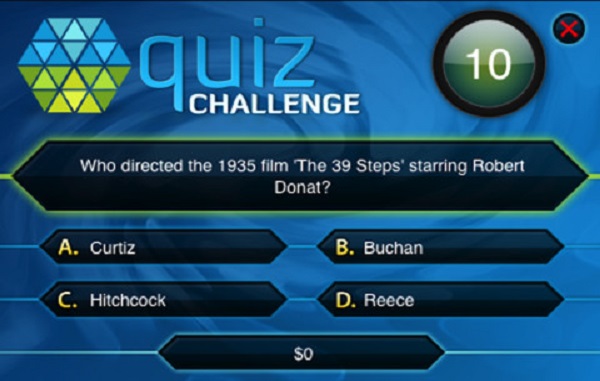 quiz
CHALLENGE
10
Who directed the 1935 film 'The 39 Steps' starring Robert
Donat?
A. Curtiz
B. Buchan
C. Hitchcock
D. Reece
$0